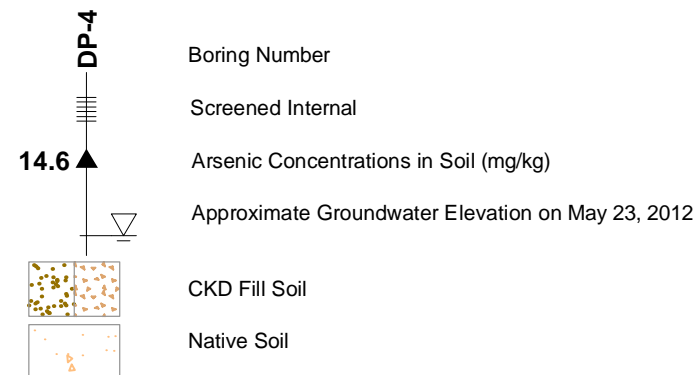 DP-4
Boring Number
Screened Internal
14.6
Arsenic Concentrations in Soil (mg/kg)
Approximate Groundwater Elevation on May 23, 2012
CKD Fill Soil
Native Soil